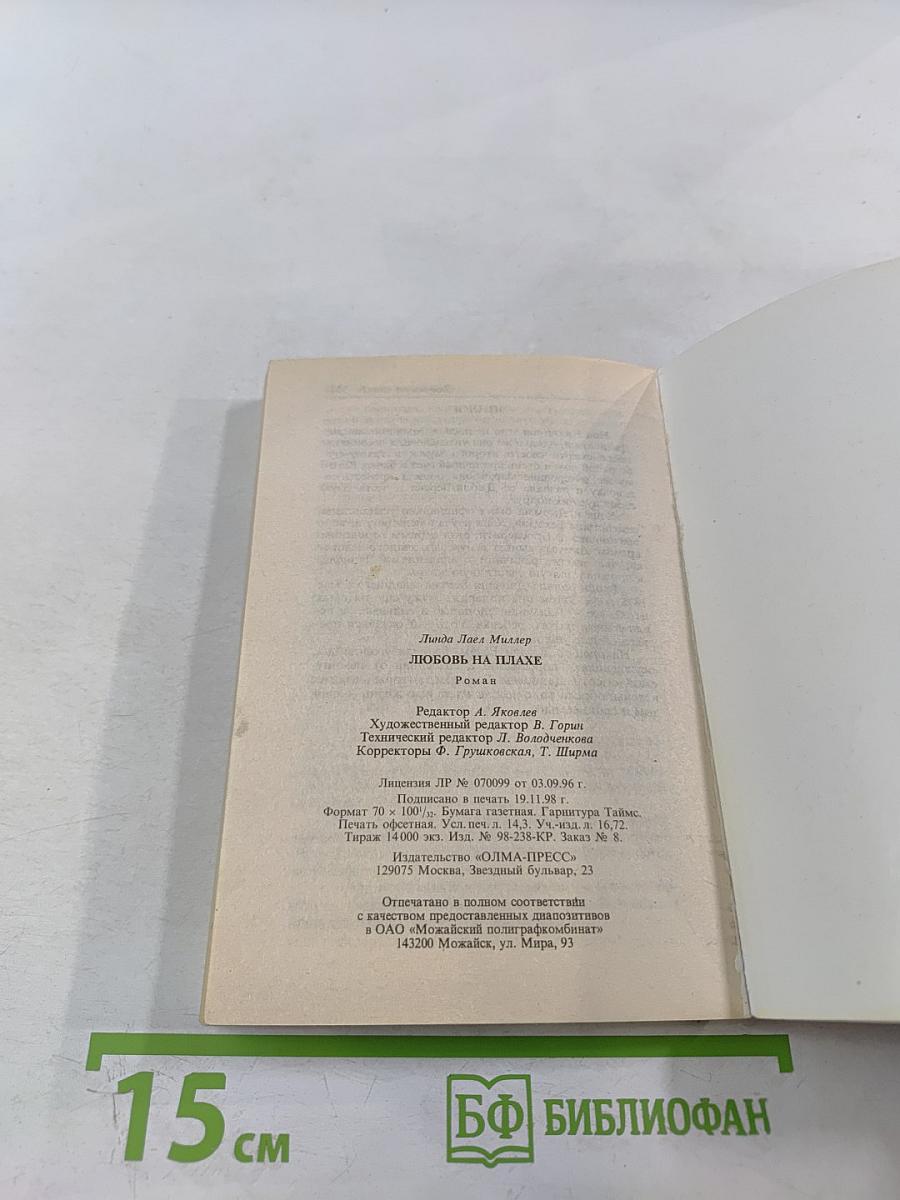 Линда Лаел Миллер
ЛЮБОВЬ НА ПЛАХЕ
Роман
Редактор А. Яковлев
Художественный редактор В. Горин
Технический редактор Л. Володченкова
Корректоры Ф. Грушковская, Т. Ширма
Лицензия ЛР № 070099 от 03.09.96 г.
Подписано в печать 19.11.98 г.
Формат 70 × 100¹/₃₂. Бумага газетная. Гарнитура Таймс.
Печать офсетная. Усл. печ. л. 14,3. Уч.-изд. л. 16,72.
Тираж 14 000 экз. Изд. № 98-238-КР. Заказ № 8.
Издательство «ОЛМА-ПРЕСС»
129075 Москва, Звездный бульвар, 23
Отпечатано в полном соответствии
с качеством предоставленных диапозитивов
в ОАО «Можайский полиграфкомбинат»
143200 Можайск, ул. Мира, 93
15 см
БФ БИБЛИОФАН